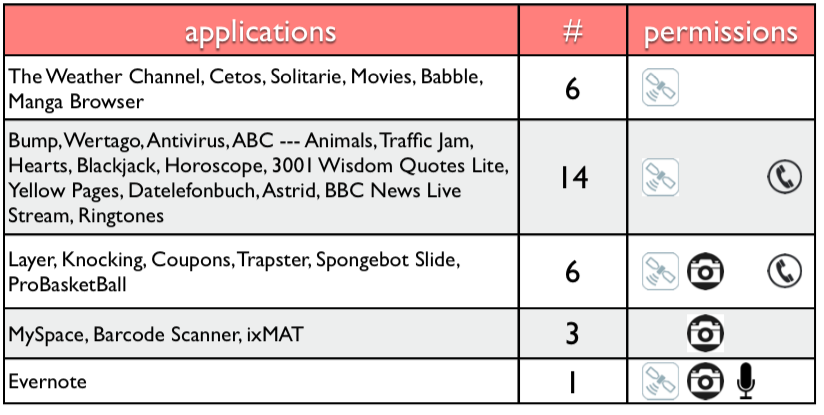 applications # permissions
The Weather Channel, Cetos, Solitarie, Movies, Babble,
Manga Browser
6
Bump, Wertago, Antivirus, ABC --- Animals, Traffic Jam,
Hearts, Blackjack, Horoscope, 3001 Wisdom Quotes Lite,
Yellow Pages, Datelefonbuch, Astrid, BBC News Live
Stream, Ringtones
14
Layer, Knocking, Coupons, Trapster, Spongebot Slide,
ProBasketBall
6
MySpace, Barcode Scanner, ixMAT
3
Evernote
1